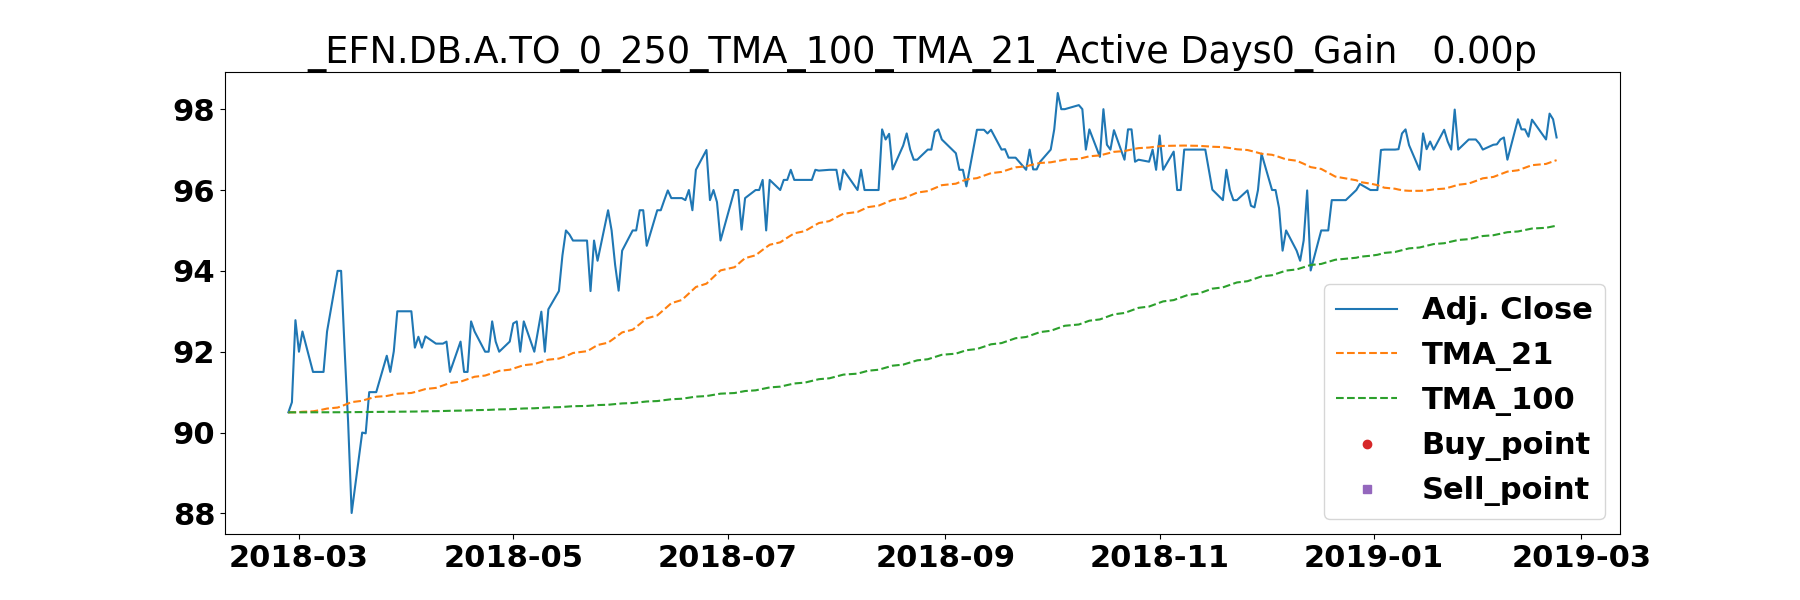 _EFN.DB.A.TO_0_250_TMA_100_TMA_21_Active Days0_Gain   0.00p
98
96
94
92
90
88
Adj. Close
TMA_21
TMA_100
Buy_point
Sell_point
2018-03 2018-05 2018-07 2018-09 2018-11 2019-01 2019-03